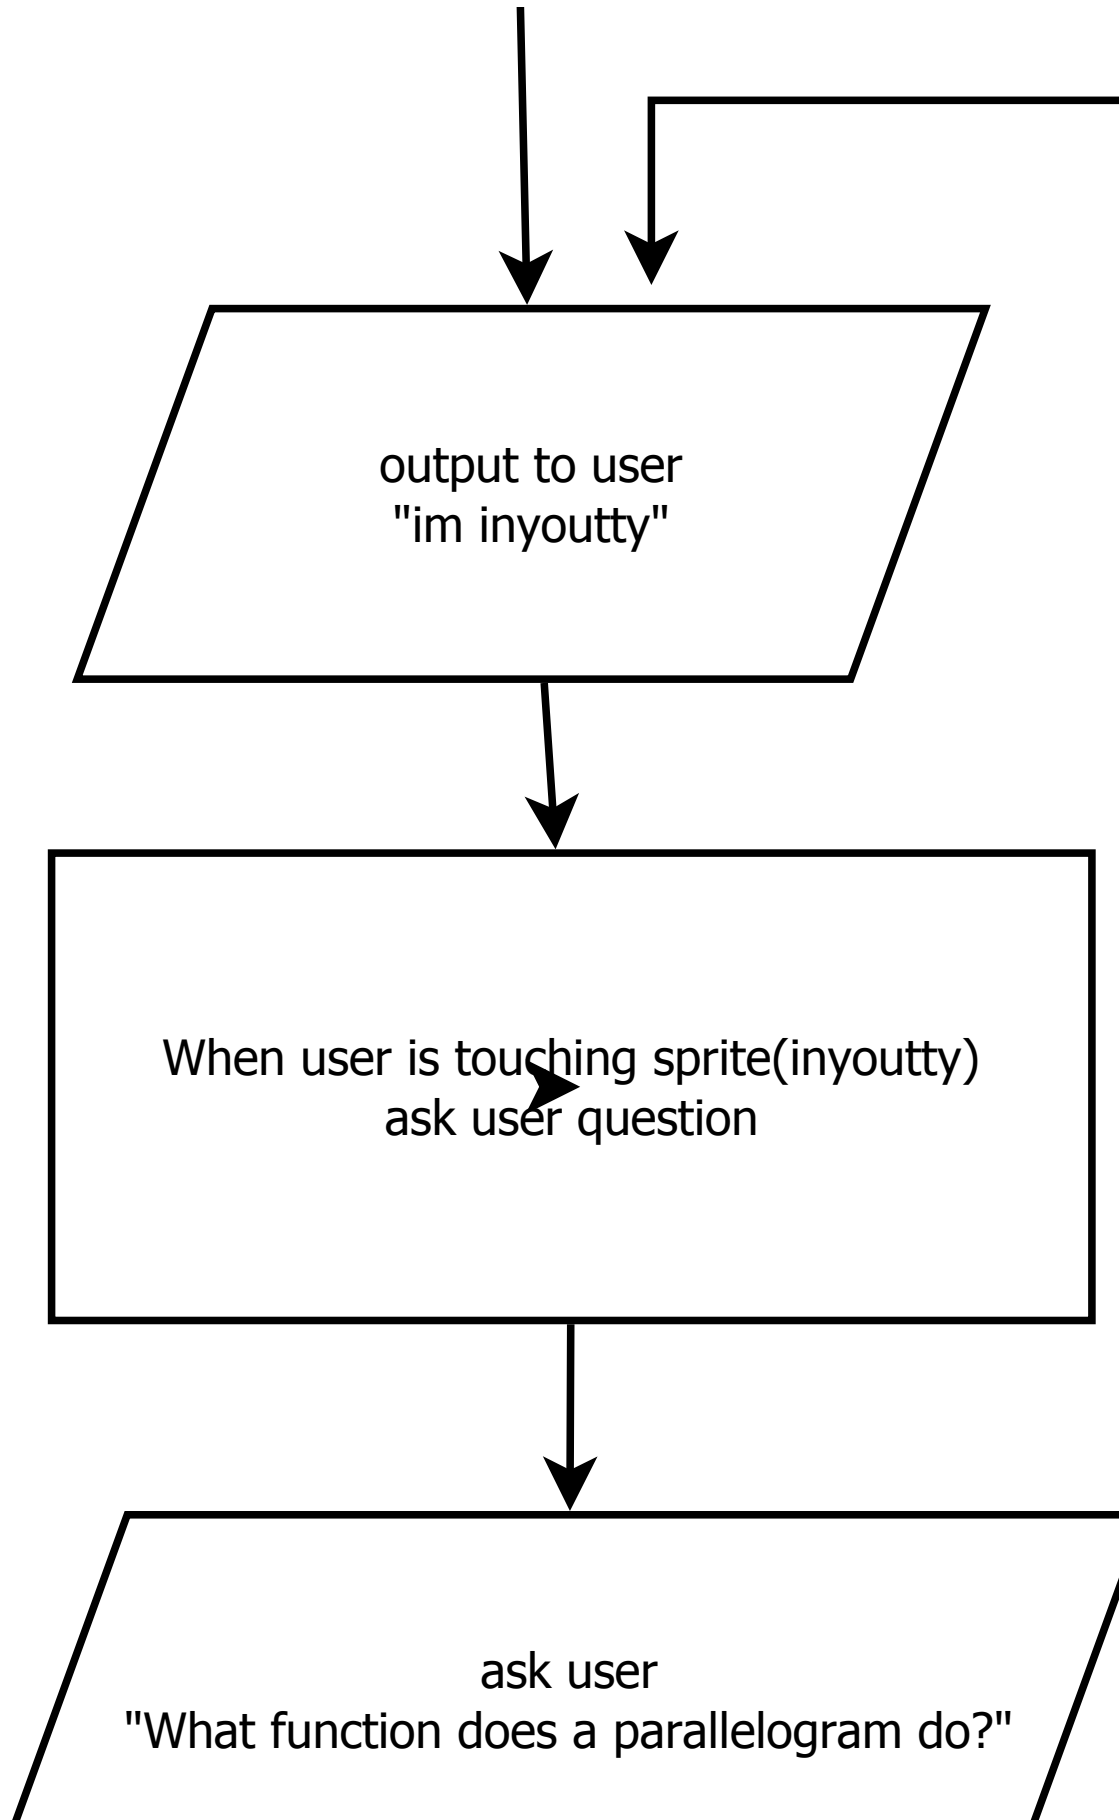 output to user
"im inyoutty"
When user is touching sprite(inyoutty)
ask user question
ask user
"What function does a parallelogram do?"